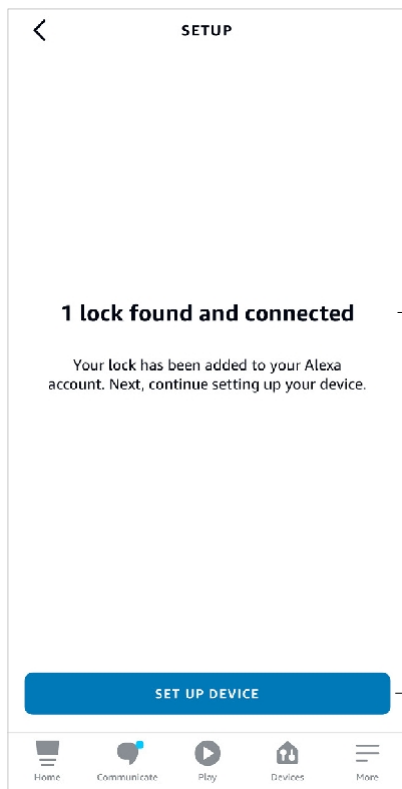 SETUP
1 lock found and connected
Your lock has been added to your Alexa
account. Next, continue setting up your device.
SET UP DEVICE
Home Communicate Play Devices More